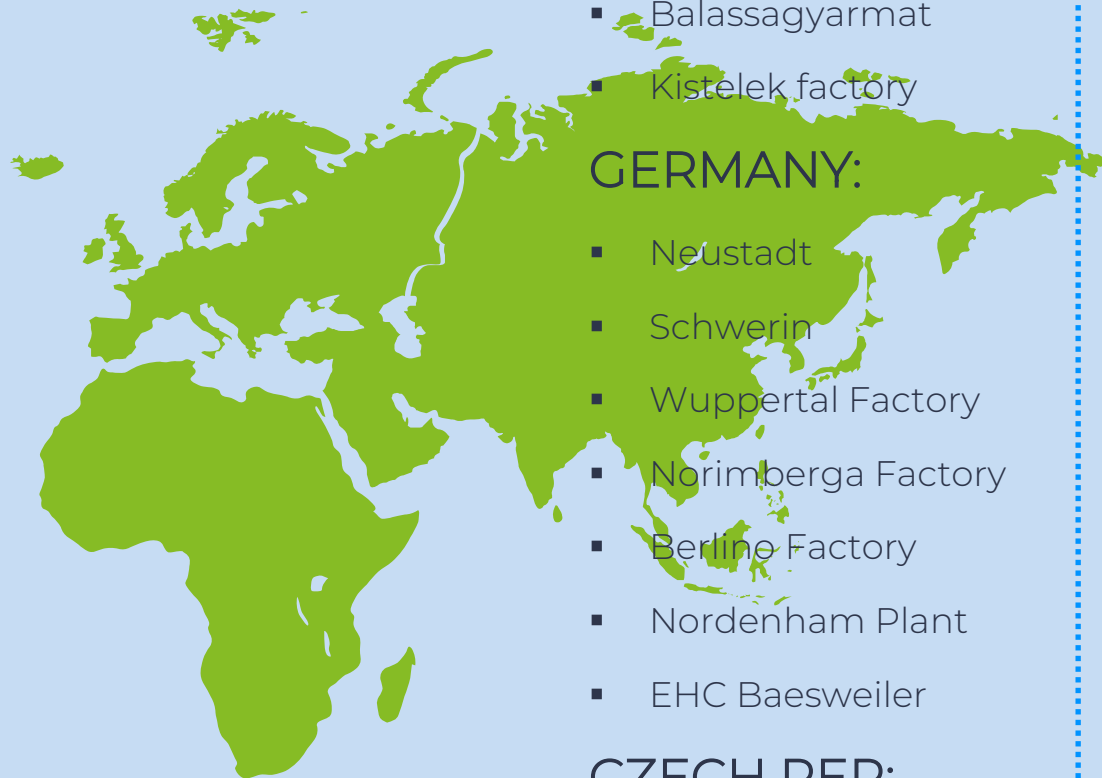 ▪ Balassagyarmat
▪ Kistelek factory
GERMANY:
▪ Neustadt
▪ Schwerin
▪ Wuppertal Factory
▪ Norimberga Factory
▪ Berlino Factory
▪ Nordenham Plant
▪ EHC Baesweiler
CZECH REP: